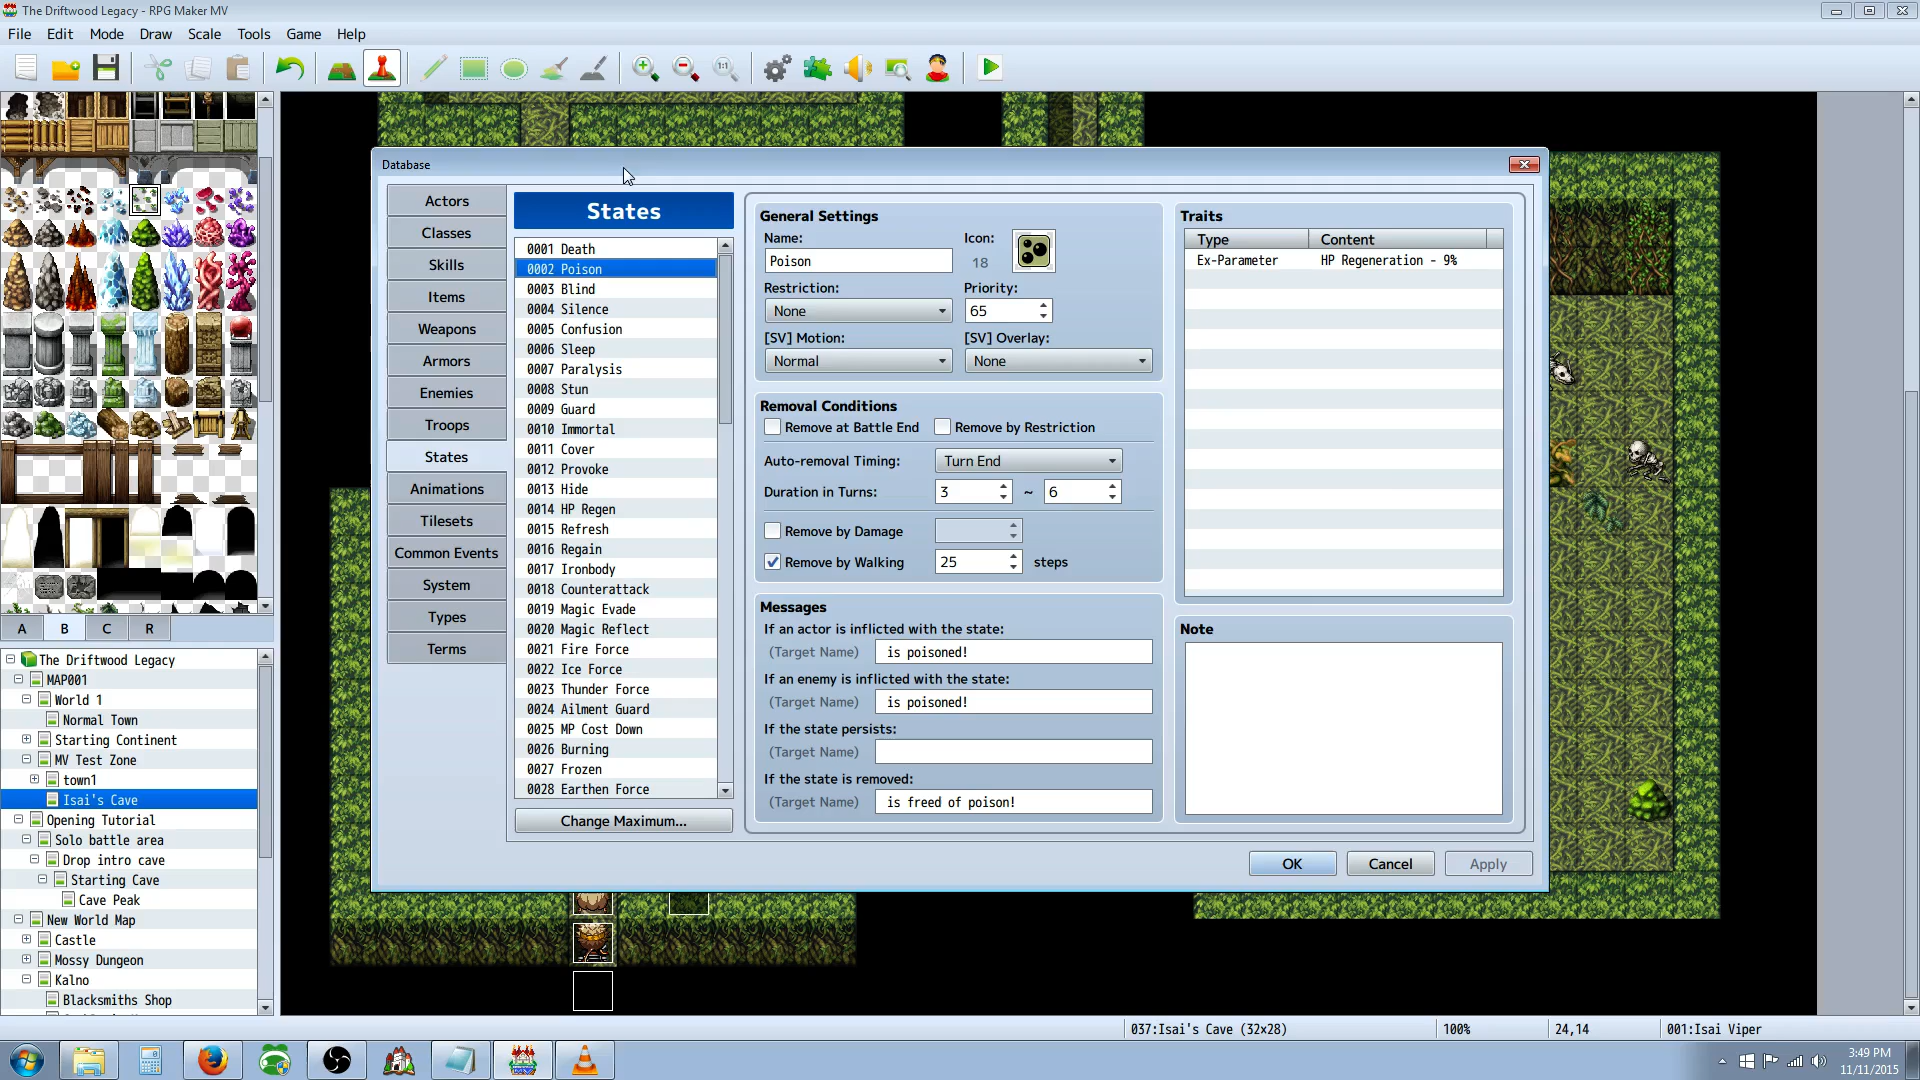 The Driftwood Legacy - RPG Maker MV
File Edit Mode Draw Scale Tools Game Help
1:1
Database
Actors
Classes
Skills
Items
Weapons
Armors
Enemies
Troops
States
Animations
Tilesets
Common Events
System
Types
Terms
States
0001 Death
0002 Poison
0003 Blind
0004 Silence
0005 Confusion
0006 Sleep
0007 Paralysis
0008 Stun
0009 Guard
0010 Immortal
0011 Cover
0012 Provoke
0013 Hide
0014 HP Regen
0015 Refresh
0016 Regain
0017 Ironbody
0018 Counterattack
0019 Magic Evade
0020 Magic Reflect
0021 Fire Force
0022 Ice Force
0023 Thunder Force
0024 Ailment Guard
0025 MP Cost Down
0026 Burning
0027 Frozen
0028 Earthen Force
Change Maximum...
General Settings
Name: Icon:
Poison 18
Restriction: Priority:
None 65
[SV] Motion: [SV] Overlay:
Normal None
Removal Conditions
Remove at Battle End Remove by Restriction
Auto-removal Timing: Turn End
Duration in Turns: 3 ~ 6
Remove by Damage
Remove by Walking 25 steps
Messages
If an actor is inflicted with the state:
(Target Name) is poisoned!
If an enemy is inflicted with the state:
(Target Name) is poisoned!
If the state persists:
(Target Name)
If the state is removed:
(Target Name) is freed of poison!
Traits
Type Content
Ex-Parameter HP Regeneration - 9%
Note
OK Cancel Apply
A B C R
The Driftwood Legacy
MAP001
World 1
Normal Town
Starting Continent
MV Test Zone
town1
Isai's Cave
Opening Tutorial
Solo battle area
Drop intro cave
Starting Cave
Cave Peak
New World Map
Castle
Mossy Dungeon
Kalno
Blacksmiths Shop
037:Isai's Cave (32x28) 100% 24,14 001:Isai Viper
3:49 PM
11/11/2015